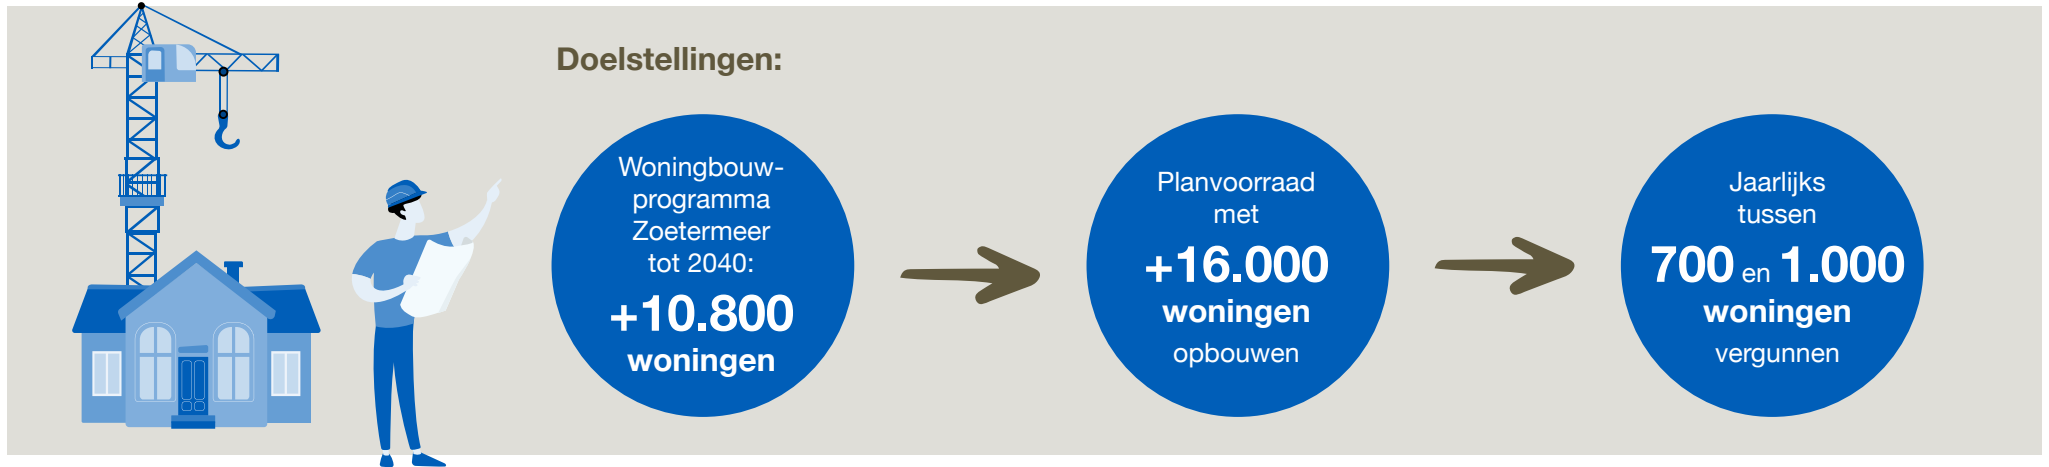 Doelstellingen:
Woningbouw-
programma
Zoetermeer
tot 2040:
+10.800
woningen
Planvoorraad
met
+16.000
woningen
opbouwen
Jaarlijks
tussen
700 en 1.000
woningen
vergunnen